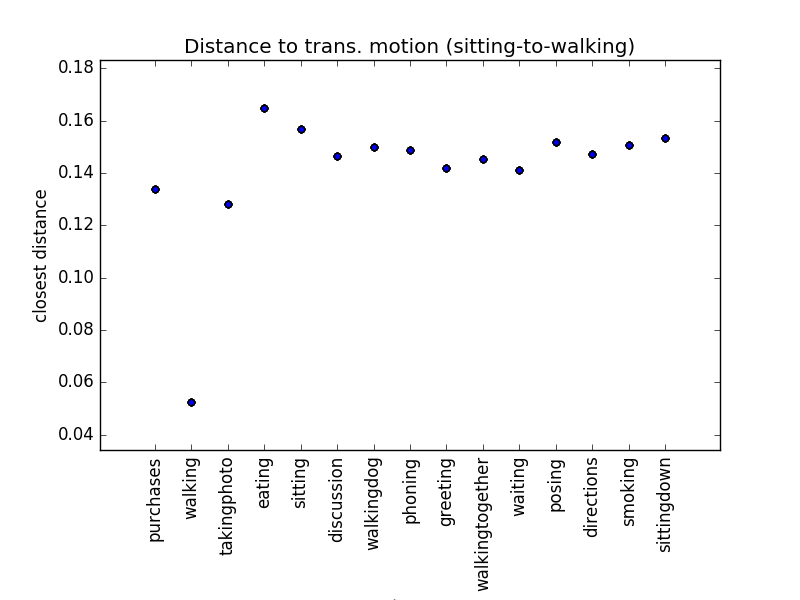 Distance to trans. motion (sitting-to-walking)
0.18
0.16
0.14
0.12
0.10
0.08
0.06
0.04
closest distance
purchases
walking
takingphoto
eating
sitting
discussion
walkingdog
phoning
greeting
walkingtogether
waiting
posing
directions
smoking
sittingdown